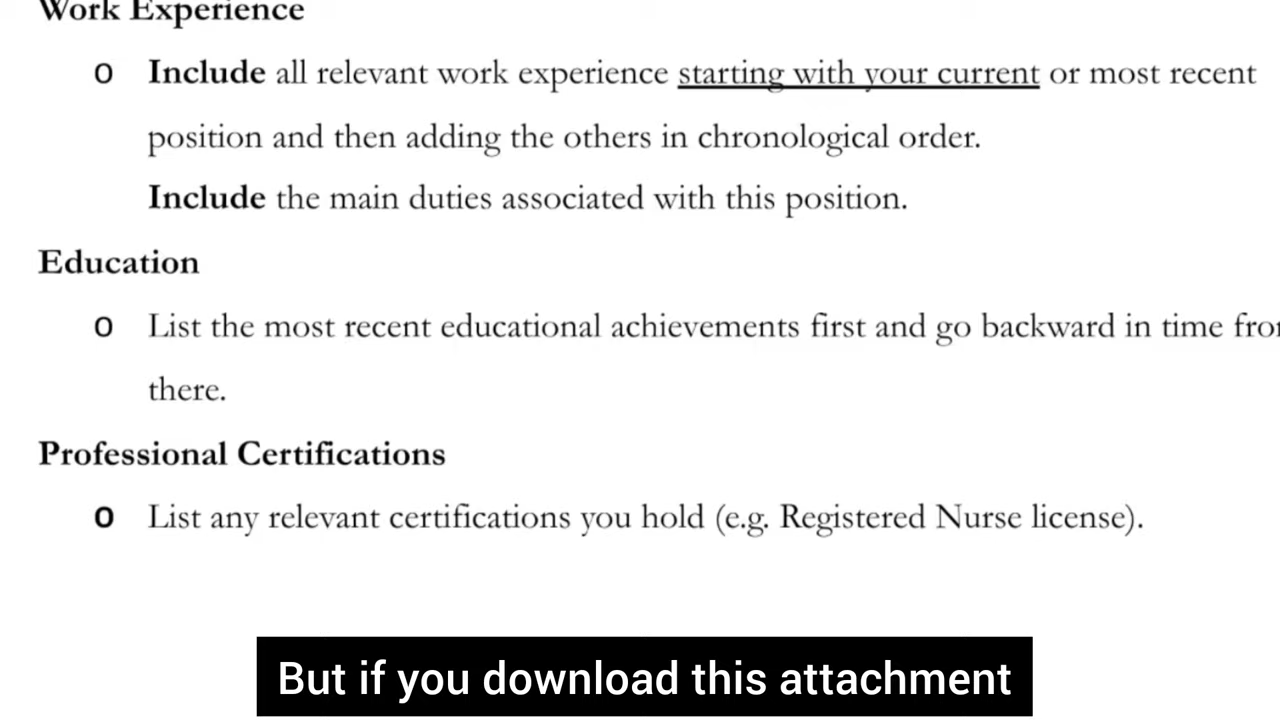 Work Experience
o Include all relevant work experience starting with your current or most recent
position and then adding the others in chronological order.
Include the main duties associated with this position.
Education
o List the most recent educational achievements first and go backward in time
there.
Professional Certifications
o List any relevant certifications you hold (e.g. Registered Nurse license).
But if you download this attachment